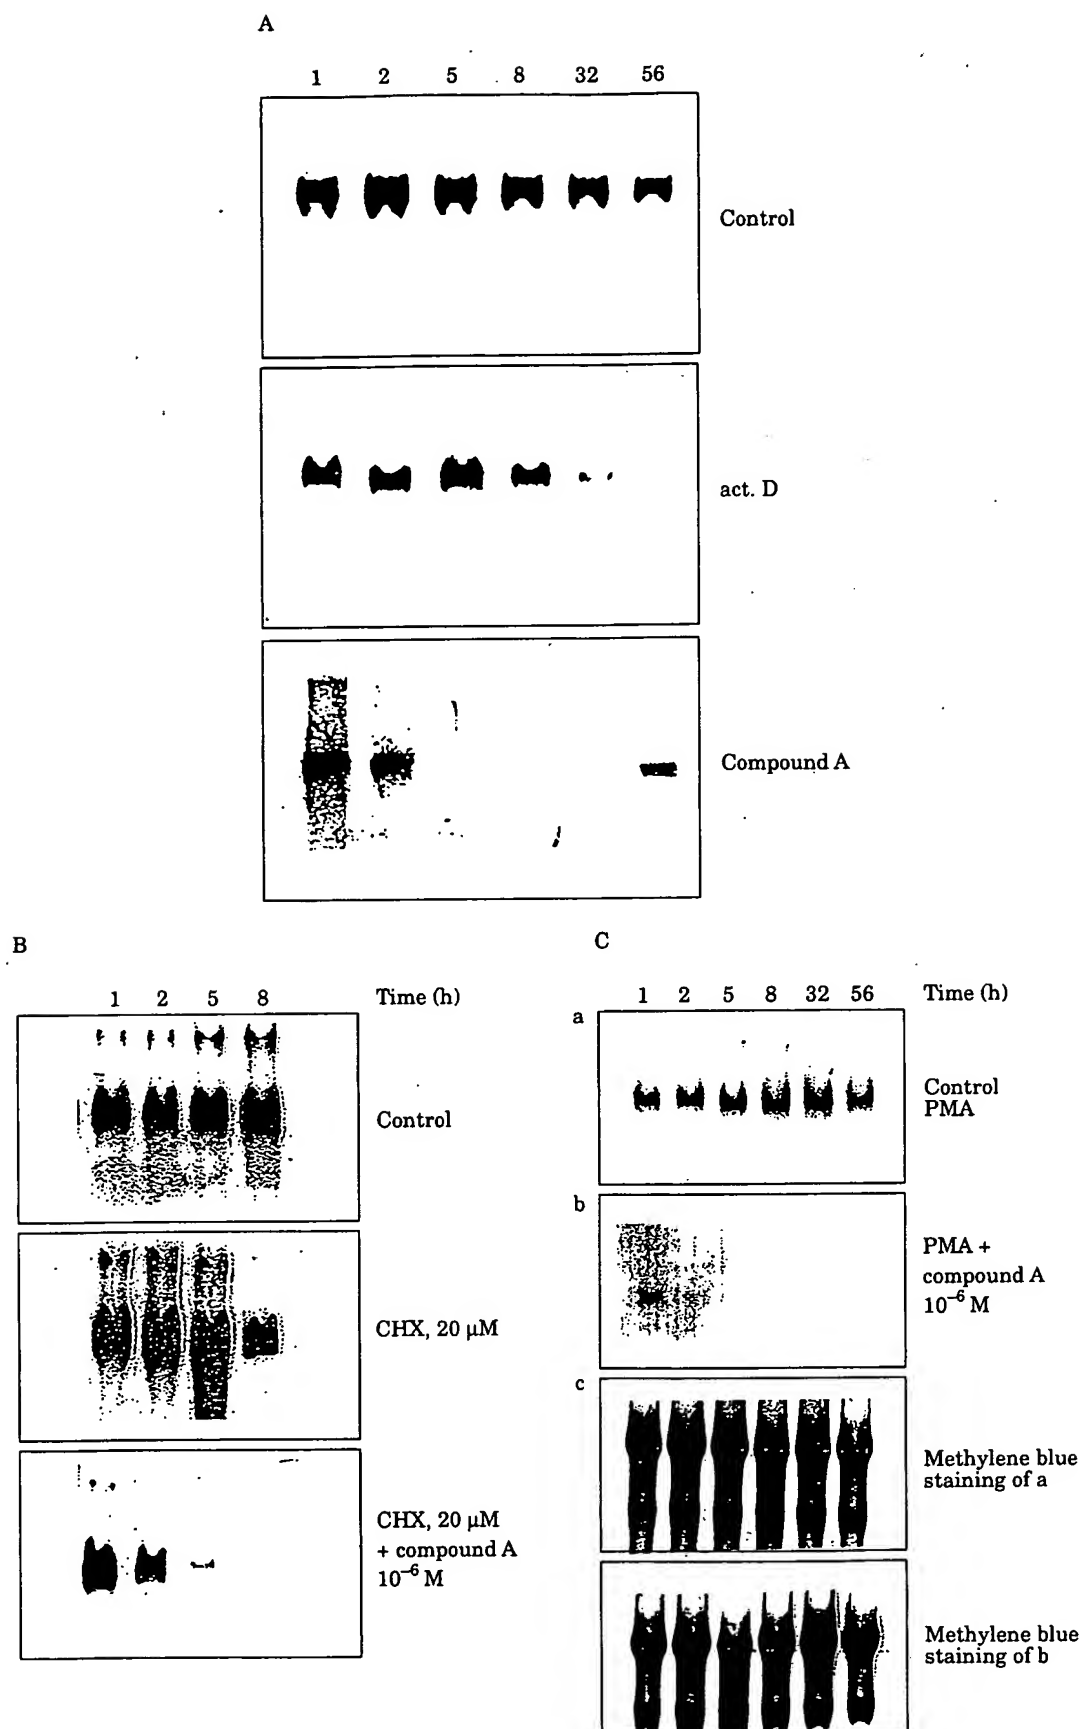 A
1 2 5 8 32 56
Control
act. D
Compound A
B
1 2 5 8 Time (h)
Control
CHX, 20 μM
CHX, 20 μM
+ compound A
10⁻⁶ M
C
1 2 5 8 32 56 Time (h)
a
Control
PMA
b
PMA +
compound A
10⁻⁶ M
c
Methylene blue
staining of a
Methylene blue
staining of b